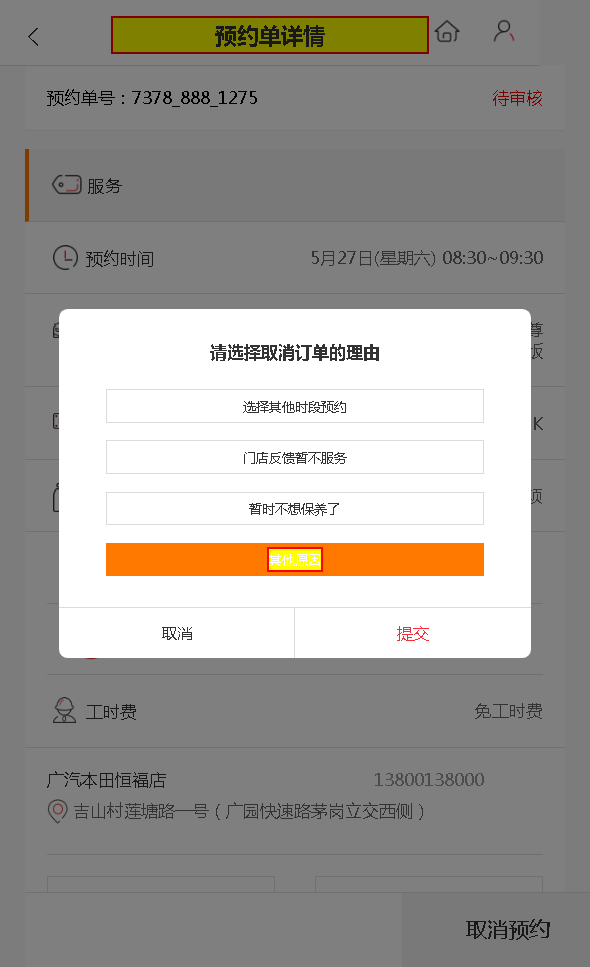 预约单详情
预约单号：7378_888_1275 待审核
服务
预约时间 5月27日(星期六) 08:30~09:30
尊
版
请选择取消订单的理由
选择其他时段预约
K
门店反馈暂不服务
暂时不想保养了
其他原因
取消 提交
工时费 免工时费
广汽本田恒福店 13800138000
吉山村莲塘路一号（广园快速路茅岗立交西侧）
取消预约